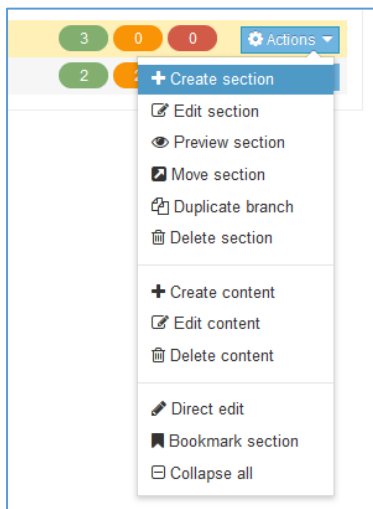 3 0 0 Actions
2
Create section
Edit section
Preview section
Move section
Duplicate branch
Delete section
Create content
Edit content
Delete content
Direct edit
Bookmark section
Collapse all